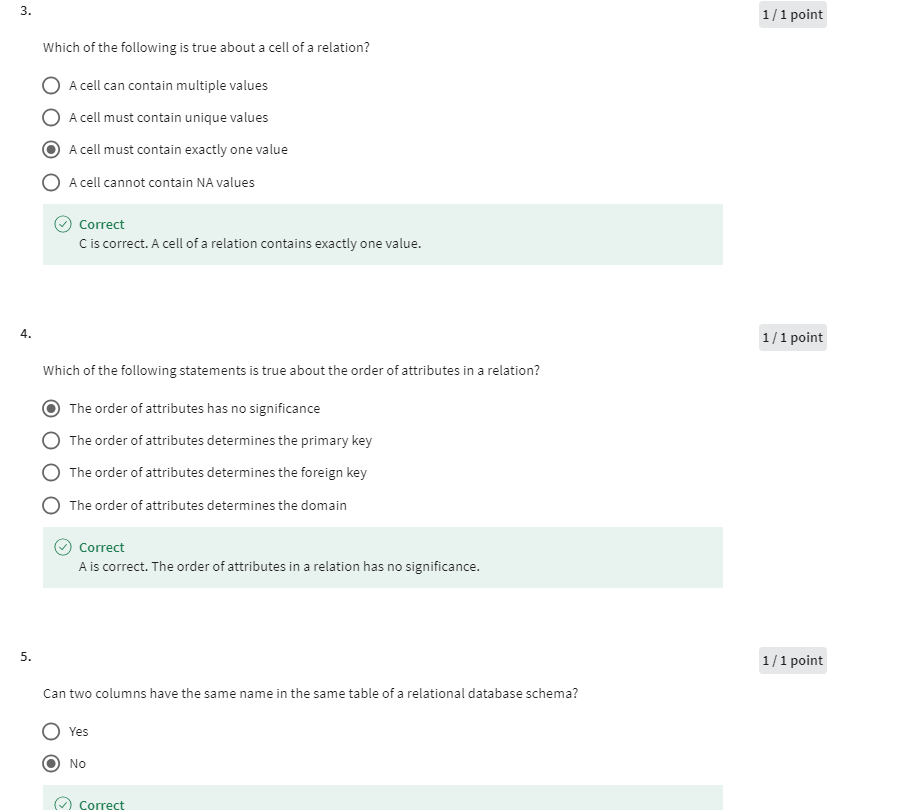 3.
1 / 1 point
Which of the following is true about a cell of a relation?
A cell can contain multiple values
A cell must contain unique values
A cell must contain exactly one value
A cell cannot contain NA values
Correct
C is correct. A cell of a relation contains exactly one value.
4.
1 / 1 point
Which of the following statements is true about the order of attributes in a relation?
The order of attributes has no significance
The order of attributes determines the primary key
The order of attributes determines the foreign key
The order of attributes determines the domain
Correct
A is correct. The order of attributes in a relation has no significance.
5.
1 / 1 point
Can two columns have the same name in the same table of a relational database schema?
Yes
No
Correct